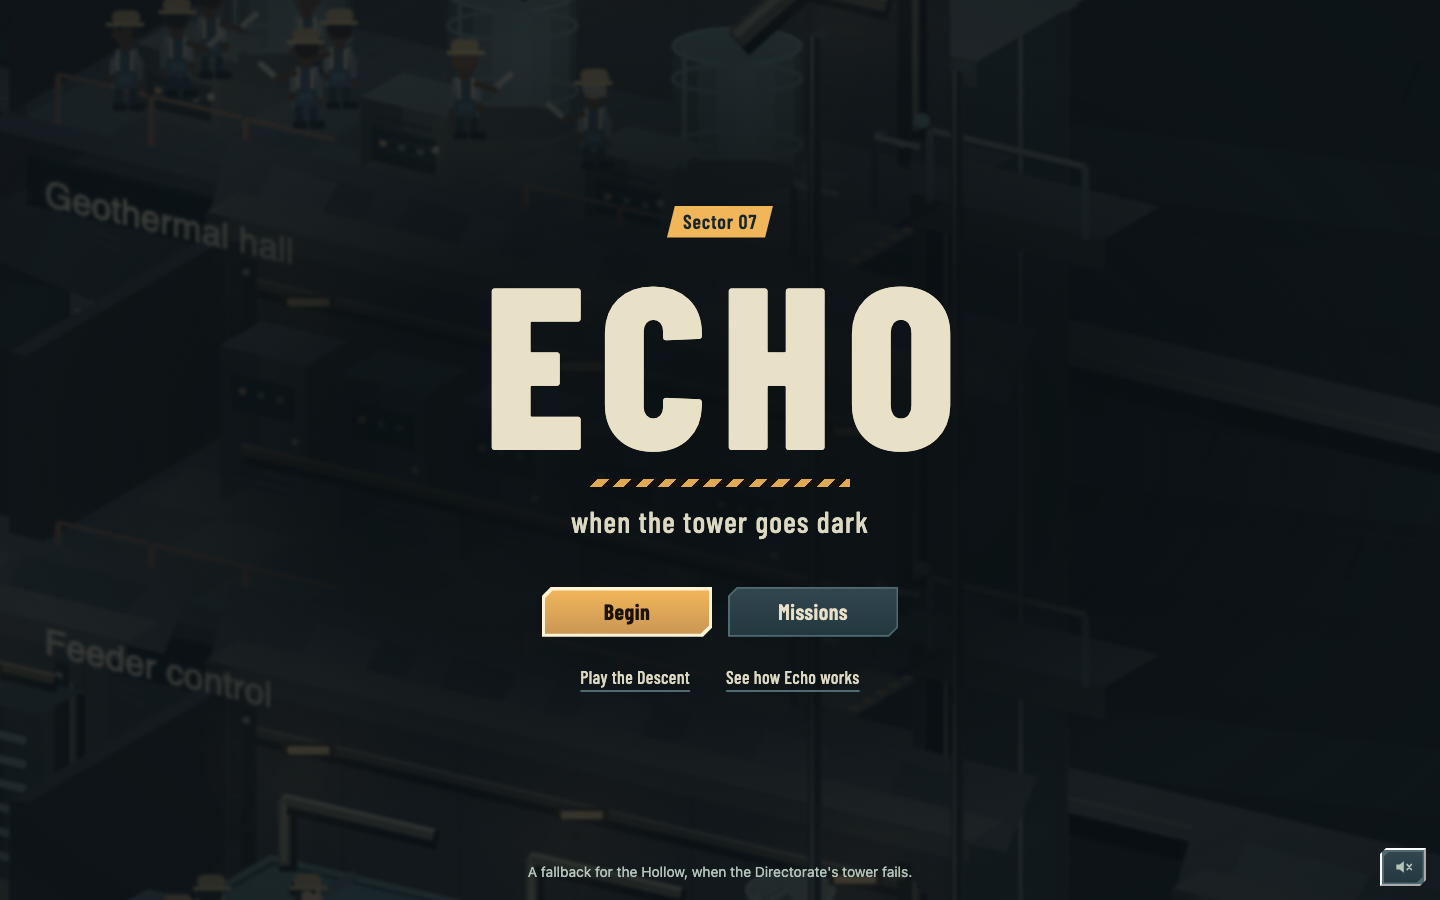 Geothermal hall
Sector 07
ECHO
when the tower goes dark
Begin
Missions
Feeder control
Play the Descent
See how Echo works
A fallback for the Hollow, when the Directorate's tower fails.